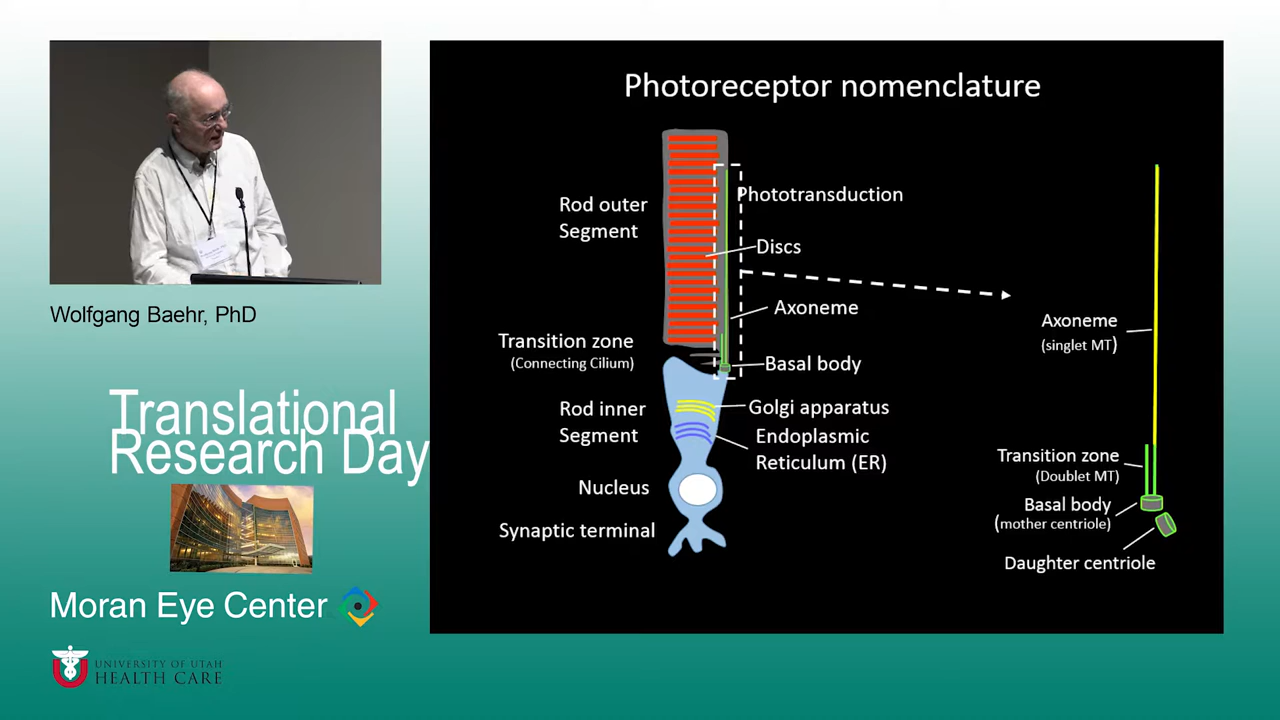 Wolfgang Baehr, PhD
Translational
Research Day
Moran Eye Center
UNIVERSITY OF UTAH
HEALTH CARE
Photoreceptor nomenclature
Rod outer
Segment
Phototransduction
Discs
Axoneme
Transition zone
(Connecting Cilium)
Basal body
Rod inner
Segment
Golgi apparatus
Endoplasmic
Reticulum (ER)
Nucleus
Synaptic terminal
Axoneme
(singlet MT)
Transition zone
(Doublet MT)
Basal body
(mother centriole)
Daughter centriole